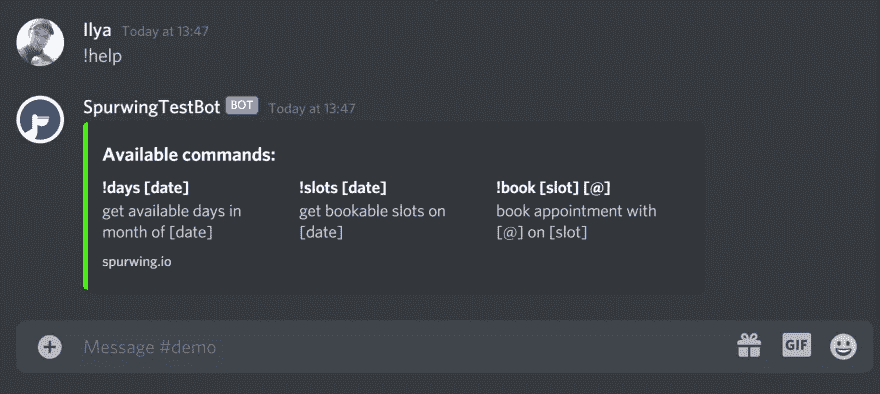 Ilya Today at 13:47
!help
SpurwingTestBot BOT Today at 13:47
Available commands:
!days [date]
get available days in
month of [date]
!slots [date]
get bookable slots on
[date]
!book [slot] [@]
book appointment with
[@] on [slot]
spurwing.io
Message #demo
GIF